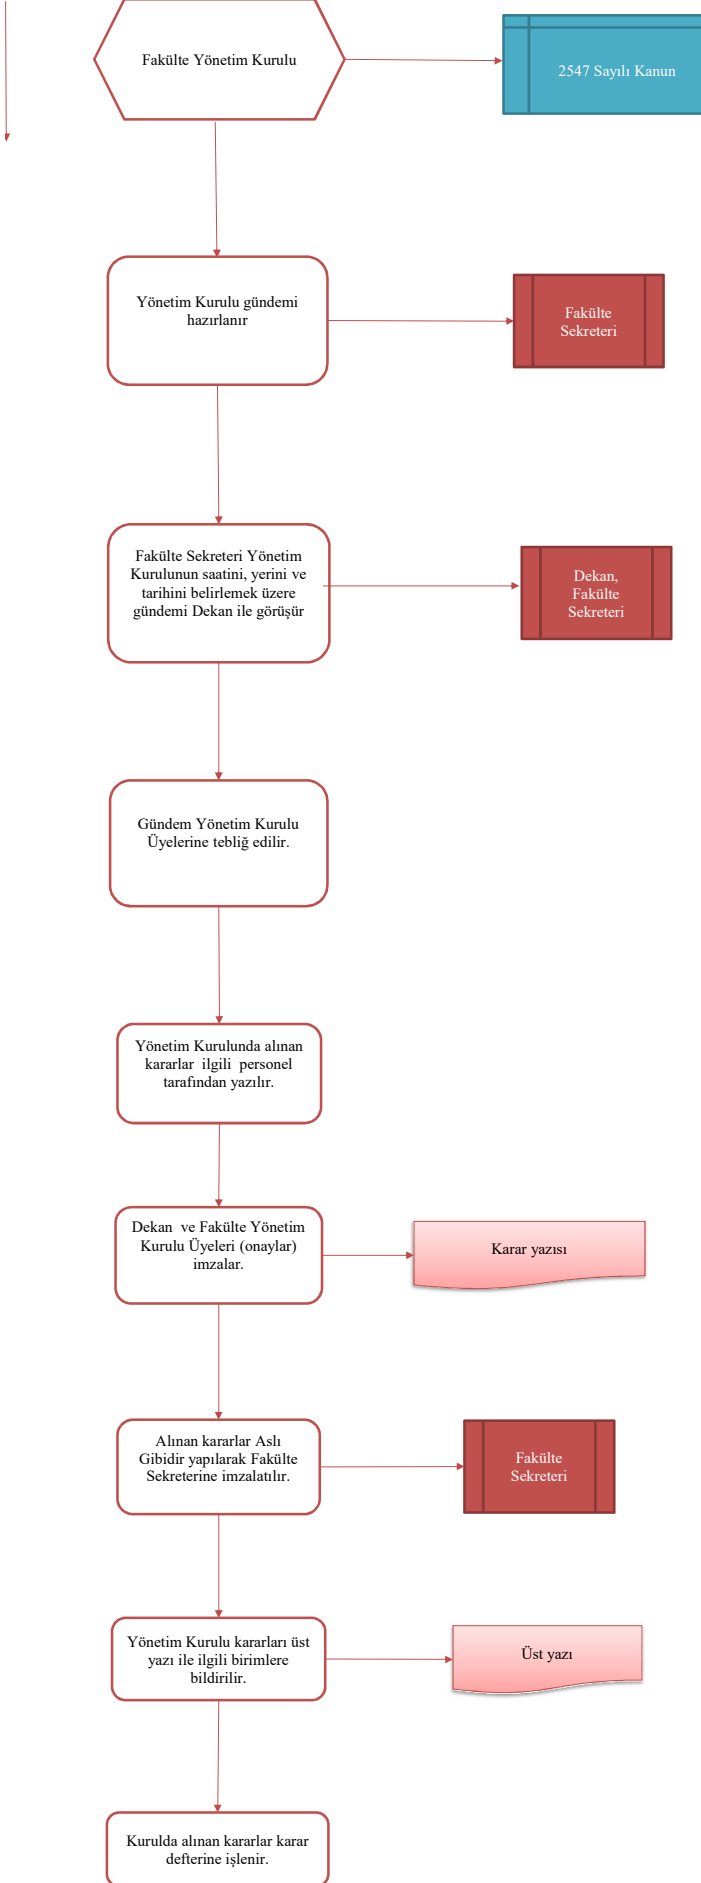 Fakülte Yönetim Kurulu
2547 Sayılı Kanun
Yönetim Kurulu gündemi
hazırlanır
Fakülte
Sekreteri
Fakülte Sekreteri Yönetim
Kurulunun saatini, yerini ve
tarihini belirlemek üzere
gündemi Dekan ile görüşür
Dekan,
Fakülte
Sekreteri
Gündem Yönetim Kurulu
Üyelerine tebliğ edilir.
Yönetim Kurulunda alınan
kararlar ilgili personel
tarafından yazılır.
Dekan ve Fakülte Yönetim
Kurulu Üyeleri (onaylar)
imzalar.
Karar yazısı
Alınan kararlar Aslı
Gibidir yapılarak Fakülte
Sekreterine imzalatılır.
Fakülte
Sekreteri
Yönetim Kurulu kararları üst
yazı ile ilgili birimlere
bildirilir.
Üst yazı
Kurulda alınan kararlar karar
defterine işlenir.